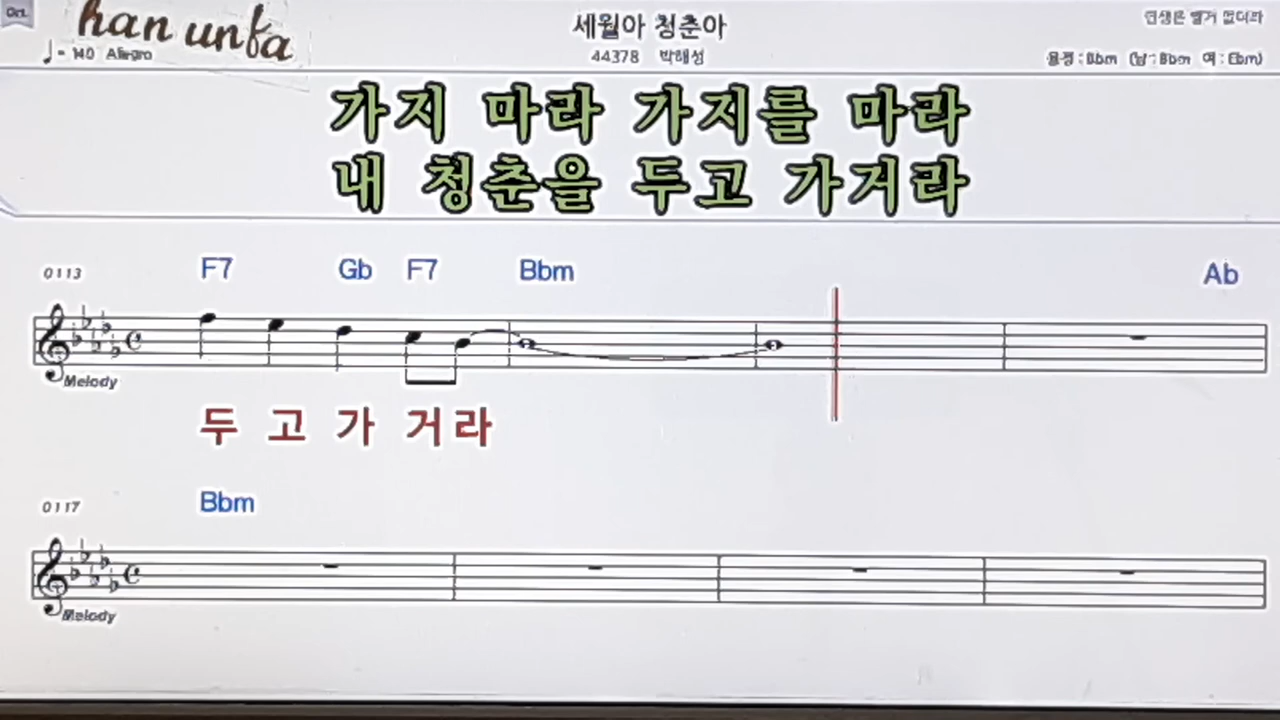 Ori.
han unfa
세월아 청춘아
♩= 140 Allegro
44378 박해성
인생은 별거 없더라
음정 : Bbm (남 : Bbm 여 : Ebm)
가지 마라 가지를 마라
내 청춘을 두고 가거라
0113 F7 Gb F7 Bbm Ab
Melody
두 고 가 거 라
0117 Bbm
Melody